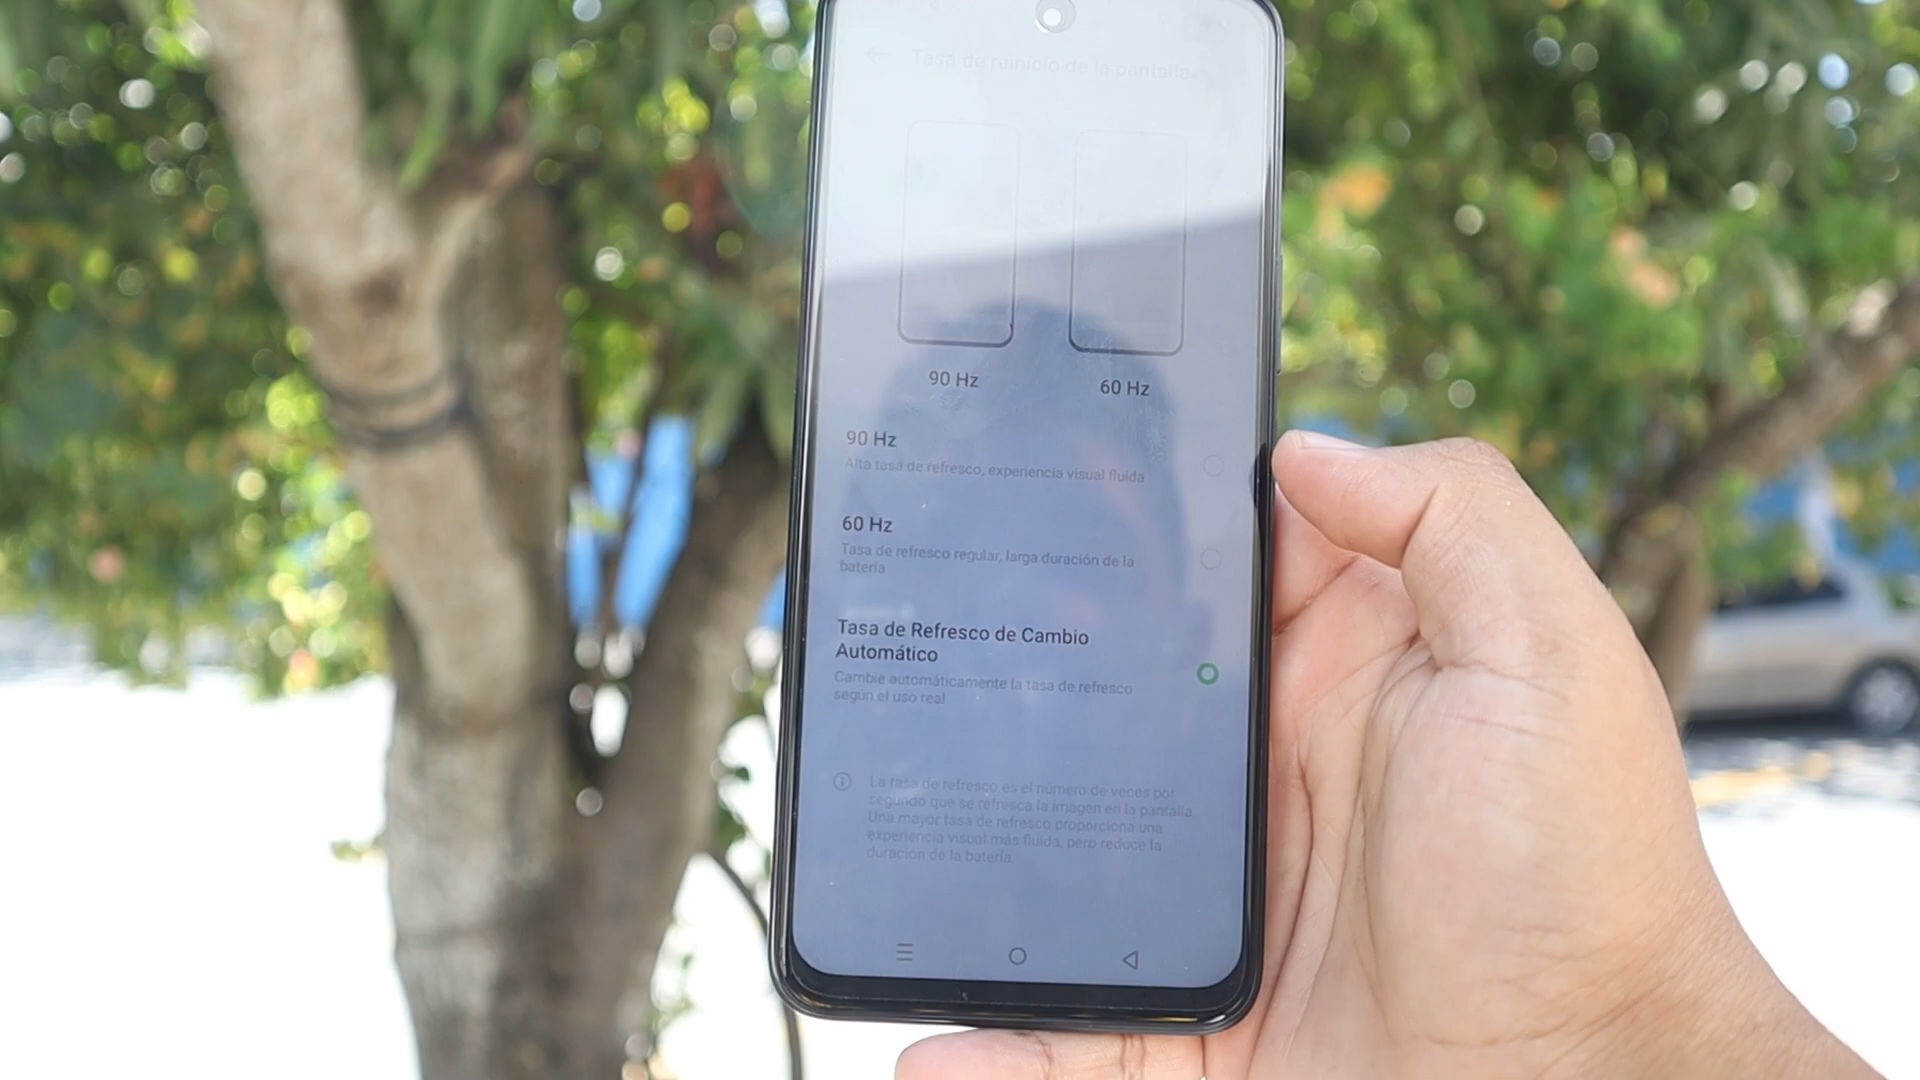 Tasa de reinicio de la pantalla
90 Hz
60 Hz
90 Hz
Alta tasa de refresco, experiencia visual fluida
60 Hz
Tasa de refresco regular, larga duración de la
batería
Tasa de Refresco de Cambio
Automático
Cambie automáticamente la tasa de refresco
según el uso real
La tasa de refresco es el número de veces por
segundo que se refresca la imagen en la pantalla.
Una mayor tasa de refresco proporciona una
experiencia visual más fluida, pero reduce la
duración de la batería.